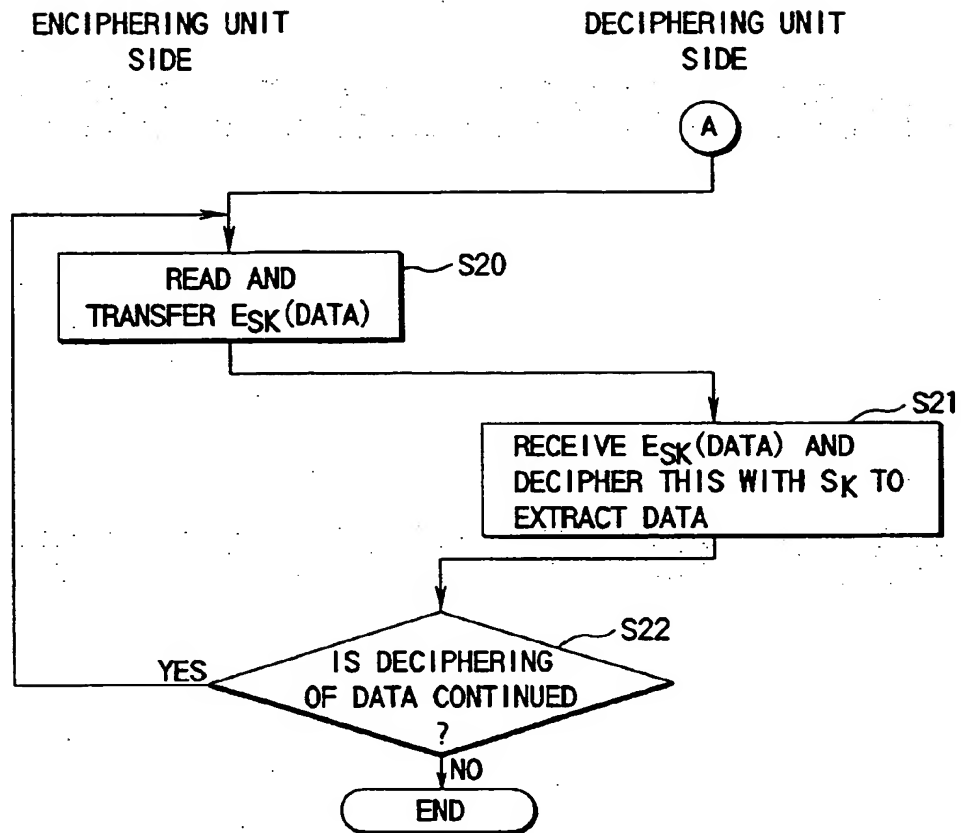 ENCIPHERING UNIT
SIDE
DECIPHERING UNIT
SIDE
A
READ AND
TRANSFER ESK(DATA)
S20
S21
RECEIVE ESK(DATA) AND
DECIPHER THIS WITH SK TO
EXTRACT DATA
S22
YES
IS DECIPHERING
OF DATA CONTINUED
?
NO
END